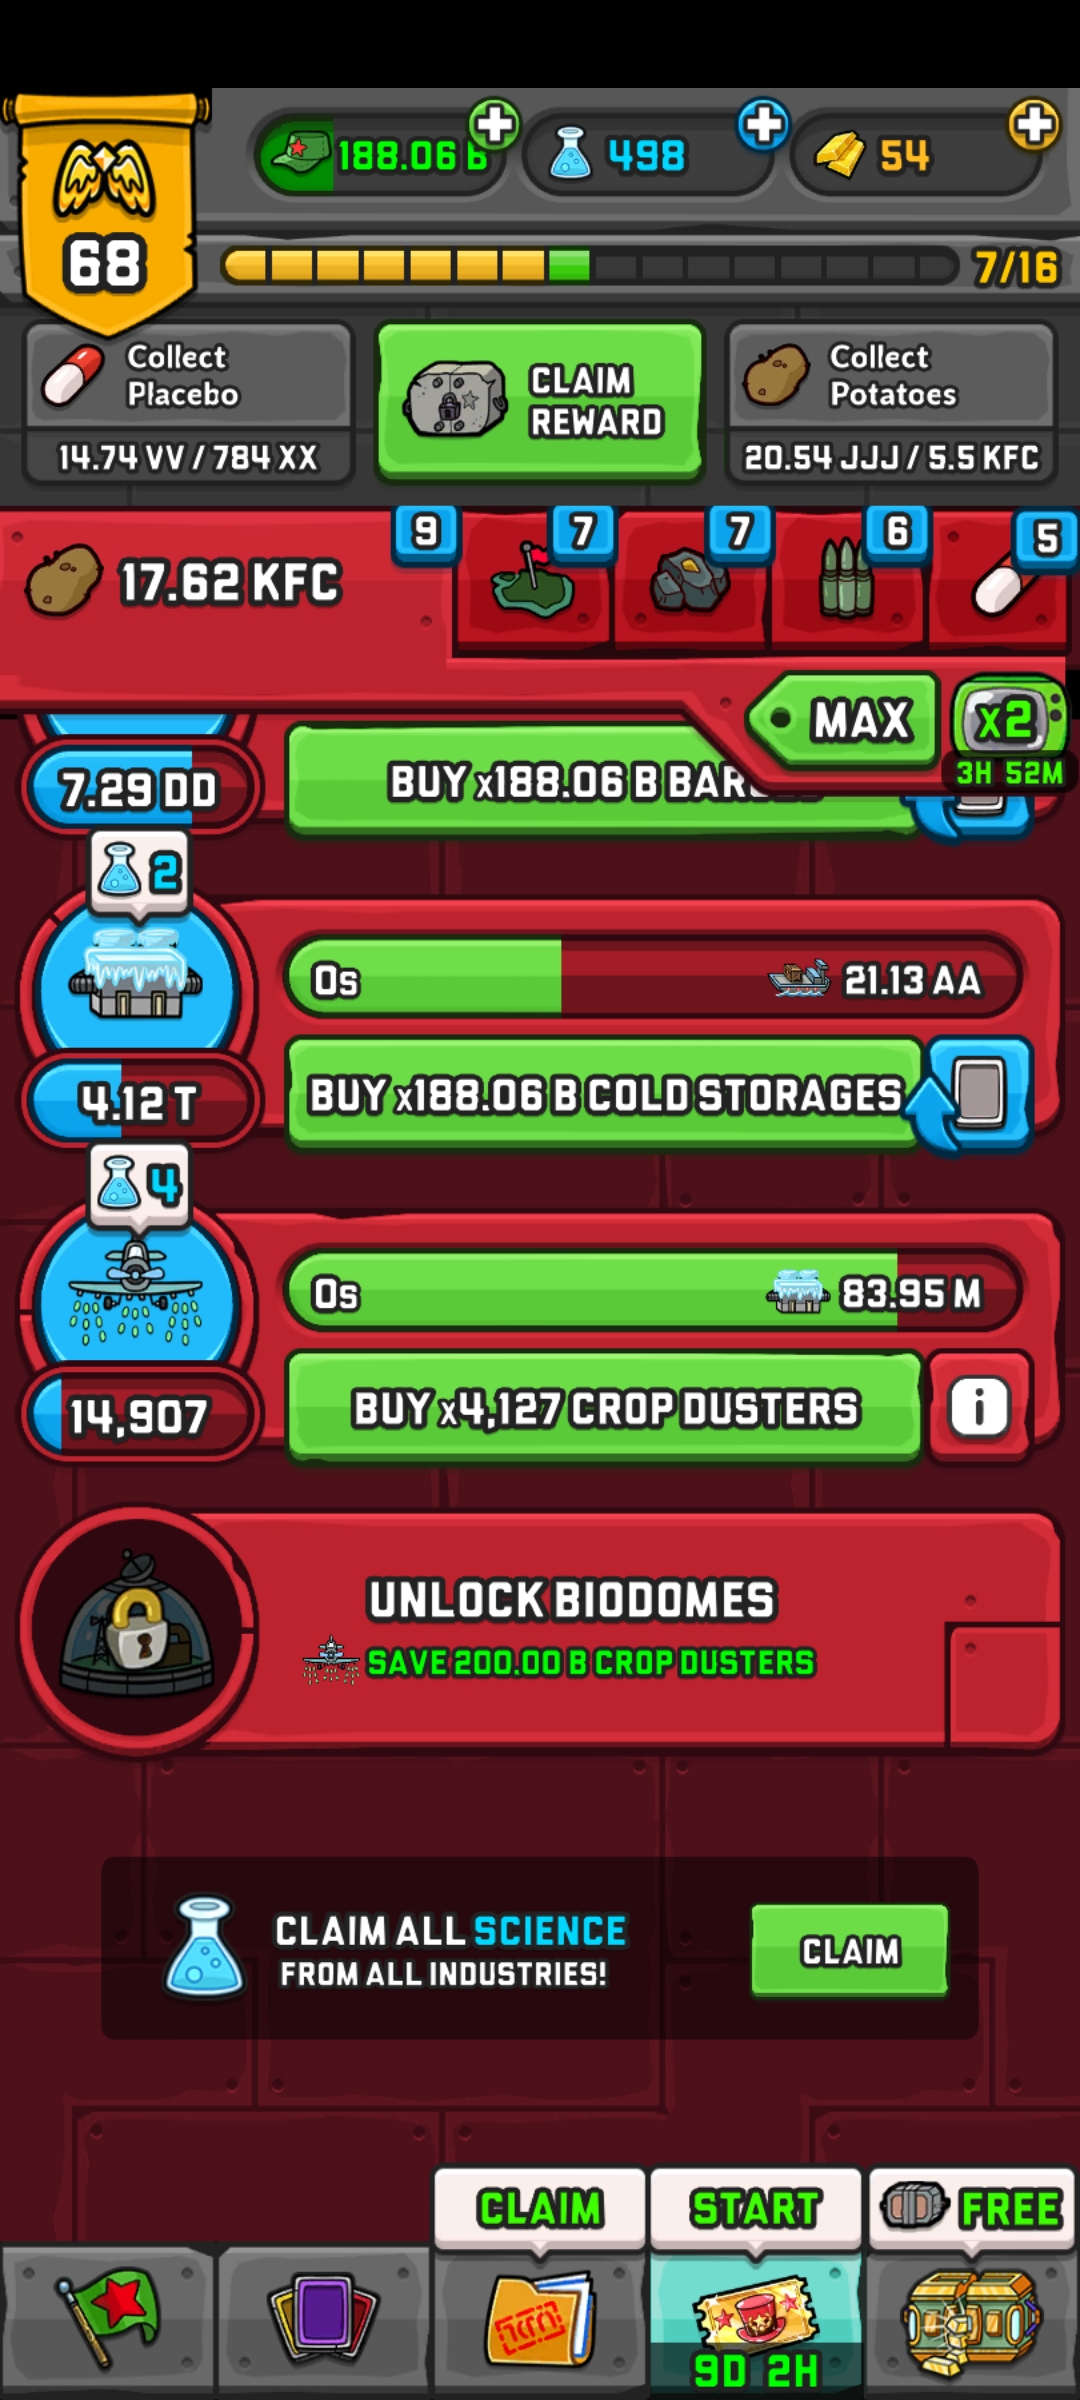 188.06 B
498
54
68
7/16
Collect
Placebo
14.74 VV / 784 XX
CLAIM
REWARD
Collect
Potatoes
20.54 JJJ / 5.5 KFC
17.62 KFC
9
7
7
6
5
MAX
x2
3H 52M
7.29 DD
BUY x188.06 B
2
0s
21.13 AA
4.12 T
BUY x188.06 B COLD STORAGES
4
0s
83.95 M
14,907
BUY x4,127 CROP DUSTERS
i
UNLOCK BIODOMES
SAVE 200.00 B CROP DUSTERS
CLAIM ALL SCIENCE
FROM ALL INDUSTRIES!
CLAIM
CLAIM
START
FREE
9D 2H